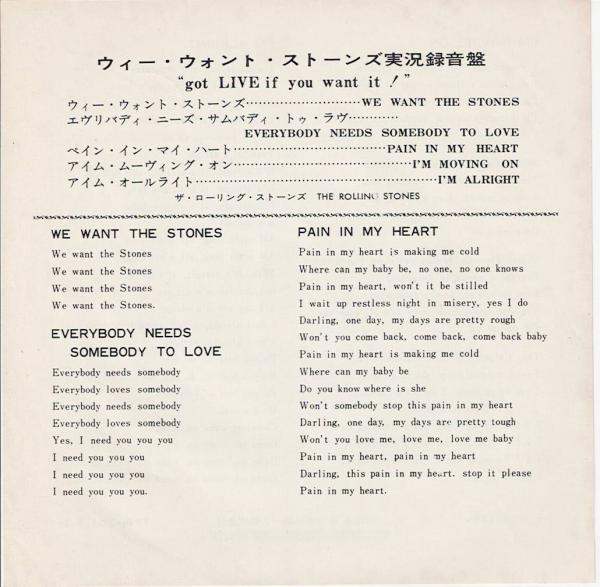 ウィー・ウォント・ストーンズ実況録音盤
“got LIVE if you want it !”
ウィー・ウォント・ストーンズ……………………WE WANT THE STONES
エヴリバディ・ニーズ・サムバディ・トゥ・ラヴ…………
EVERYBODY NEEDS SOMEBODY TO LOVE
ペイン・イン・マイ・ハート……………………………PAIN IN MY HEART
アイム・ムーヴィング・オン…………………………………I'M MOVING ON
アイム・オールライト……………………………………………I'M ALRIGHT
ザ・ローリング・ストーンズ THE ROLLING STONES
WE WANT THE STONES
We want the Stones
We want the Stones
We want the Stones
We want the Stones.
EVERYBODY NEEDS
SOMEBODY TO LOVE
Everybody needs somebody
Everybody loves somebody
Everybody needs somebody
Everybody loves somebody
Yes, I need you you you
I need you you you
I need you you you
I need you you you.
PAIN IN MY HEART
Pain in my heart is making me cold
Where can my baby be, no one, no one knows
Pain in my heart, won't it be stilled
I wait up restless night in misery, yes I do
Darling, one day, my days are pretty rough
Won't you come back, come back, come back baby
Pain in my heart is making me cold
Where can my baby be
Do you know where is she
Won't somebody stop this pain in my heart
Darling, one day, my days are pretty tough
Won't you love me, love me, love me baby
Pain in my heart, pain in my heart
Darling, this pain in my heart. stop it please
Pain in my heart.